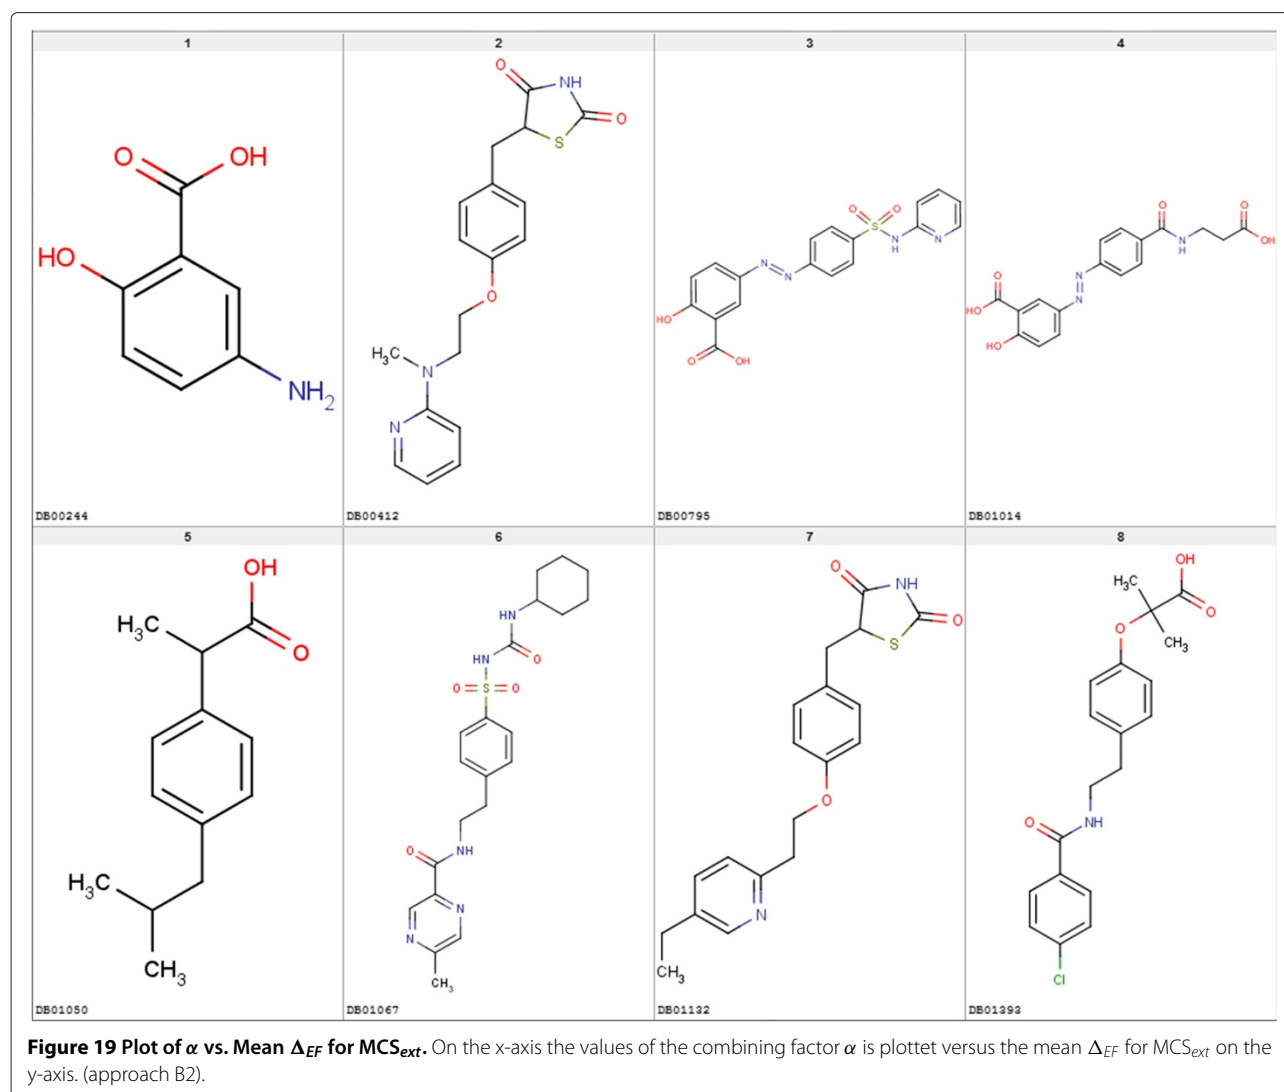 1
2
3
4
O
OH
HO
NH2
DB00244
O
NH
O
S
O
H3C
N
N
DB00412
O
O
S
N
H
N
N
N
HO
O
OH
DB00795
O
N
H
O
OH
N
N
O
HO
HO
DB01014
5
6
7
8
OH
H3C
O
H3C
CH3
DB01050
HN
HN
O
O=S=O
O
NH
N
N
CH3
DB01067
O
NH
O
S
O
N
CH3
DB01132
OH
H3C
O
O
CH3
O
NH
Cl
DB01393
Figure 19 Plot of α vs. Mean ΔEF for MCSext. On the x-axis the values of the combining factor α is plottet versus the mean ΔEF for MCSext on the
y-axis. (approach B2).